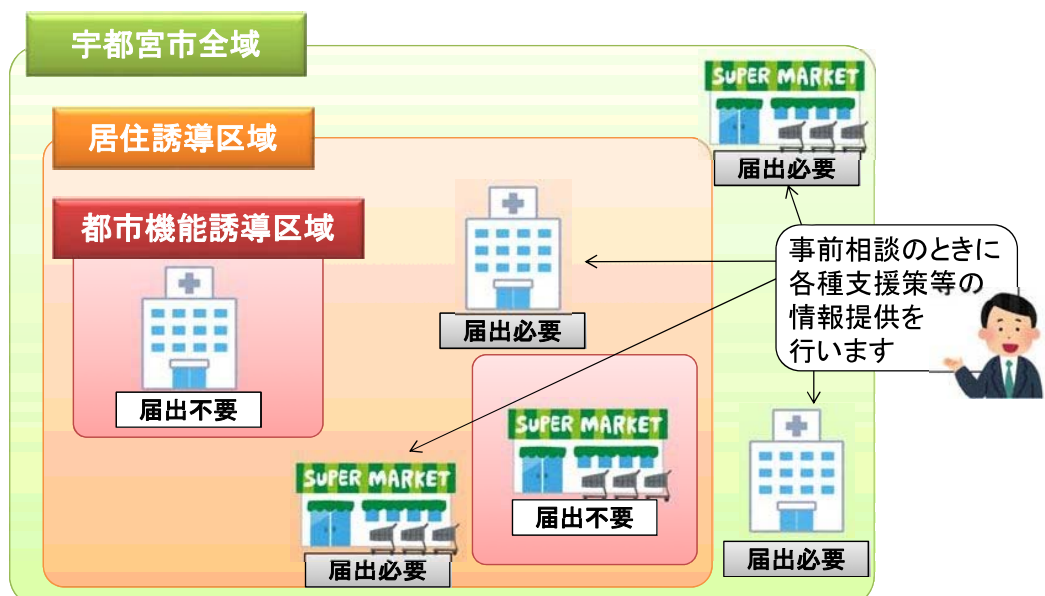 宇都宮市全域
SUPER MARKET
届出必要
居住誘導区域
都市機能誘導区域
届出不要
届出必要
事前相談のときに
各種支援策等の
情報提供を
行います
SUPER MARKET
届出不要
SUPER MARKET
届出必要
届出必要